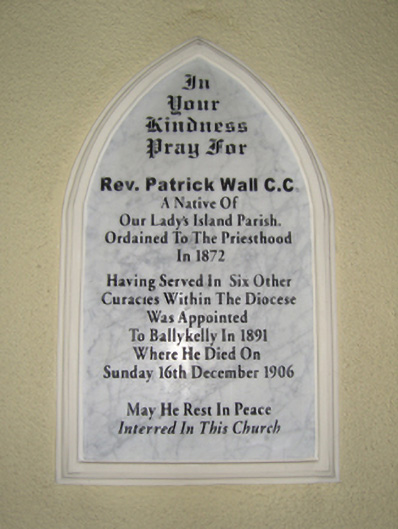 In
Your
Kindness
Pray For
Rev. Patrick Wall C.C
A Native Of
Our Lady's Island Parish.
Ordained To The Priesthood
In 1872
Having Served In Six Other
Curacies Within The Diocese
Was Appointed
To Ballykelly In 1891
Where He Died On
Sunday 16th December 1906
May He Rest In Peace
Interred In This Church